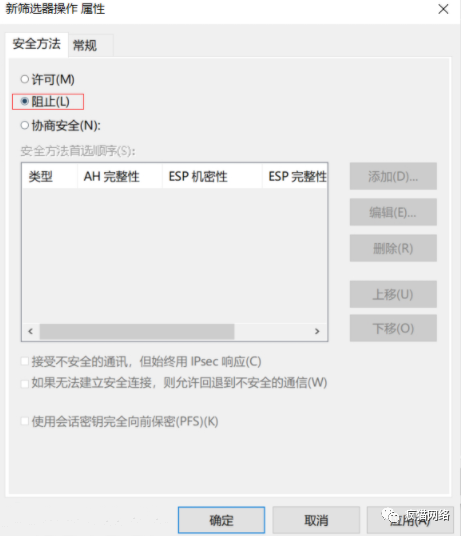 新筛选器操作 属性
安全方法 常规
许可(M)
阻止(L)
协商安全(N):
安全方法首选顺序(S):
类型 AH 完整性 ESP 机密性 ESP 完整性
添加(D)...
编辑(E)...
删除(R)
上移(U)
下移(O)
接受不安全的通讯，但始终用 IPsec 响应(C)
如果无法建立安全连接，则允许回退到不安全的通信(W)
使用会话密钥完全向前保密(PFS)(K)
确定 取消 应用(A)
网络